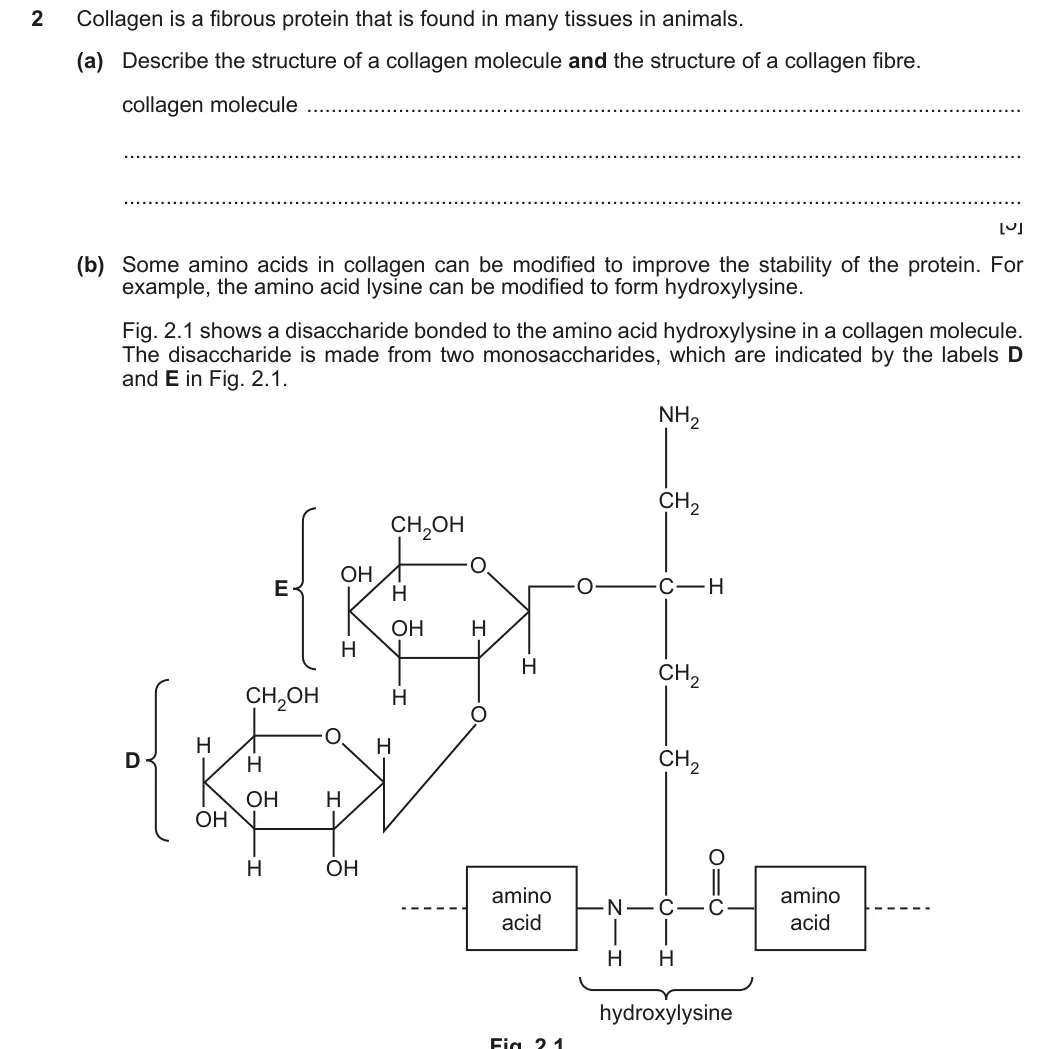 2 Collagen is a fibrous protein that is found in many tissues in animals.
(a) Describe the structure of a collagen molecule and the structure of a collagen fibre.
collagen molecule ....................................................................................................................
....................................................................................................................................................
....................................................................................................................................................
(b) Some amino acids in collagen can be modified to improve the stability of the protein. For
example, the amino acid lysine can be modified to form hydroxylysine.
Fig. 2.1 shows a disaccharide bonded to the amino acid hydroxylysine in a collagen molecule.
The disaccharide is made from two monosaccharides, which are indicated by the labels D
and E in Fig. 2.1.
NH2
CH2
CH2OH
OH O
E H O C H
OH H
H H
CH2
H
CH2OH O
H O H
D H CH2
OH H
OH
H OH
O
amino acid N C C amino acid
H H
hydroxylysine
Fig. 2.1